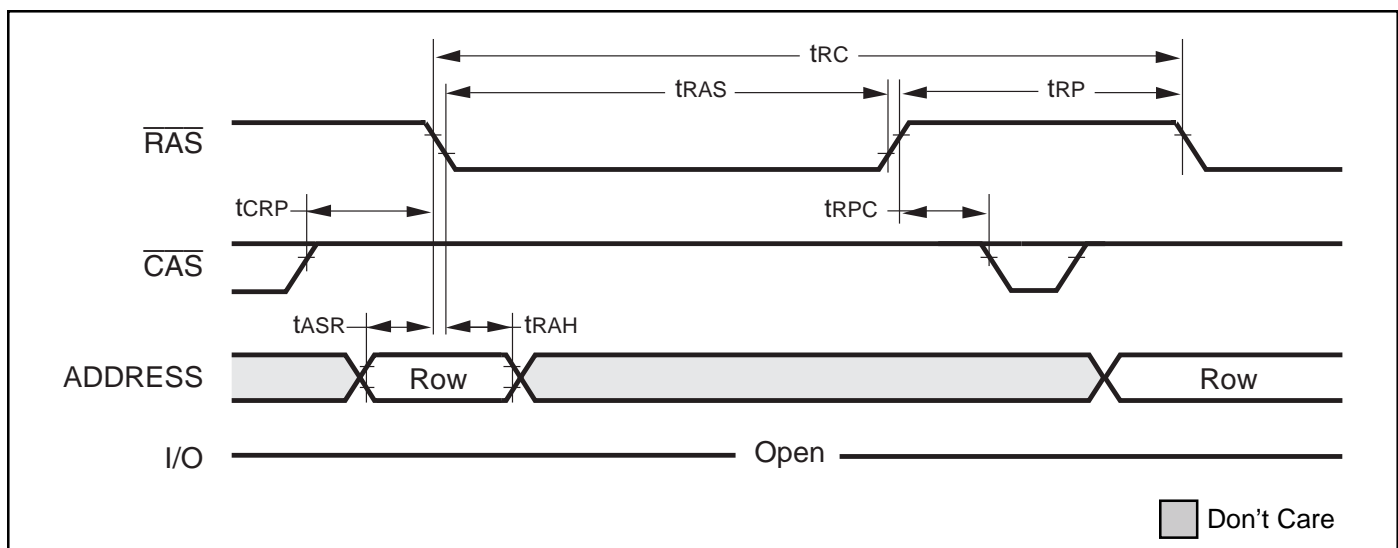 tRC
tRAS
tRP
RAS
tCRP
tRPC
CAS
tASR
tRAH
ADDRESS
Row
Row
I/O
Open
Don't Care